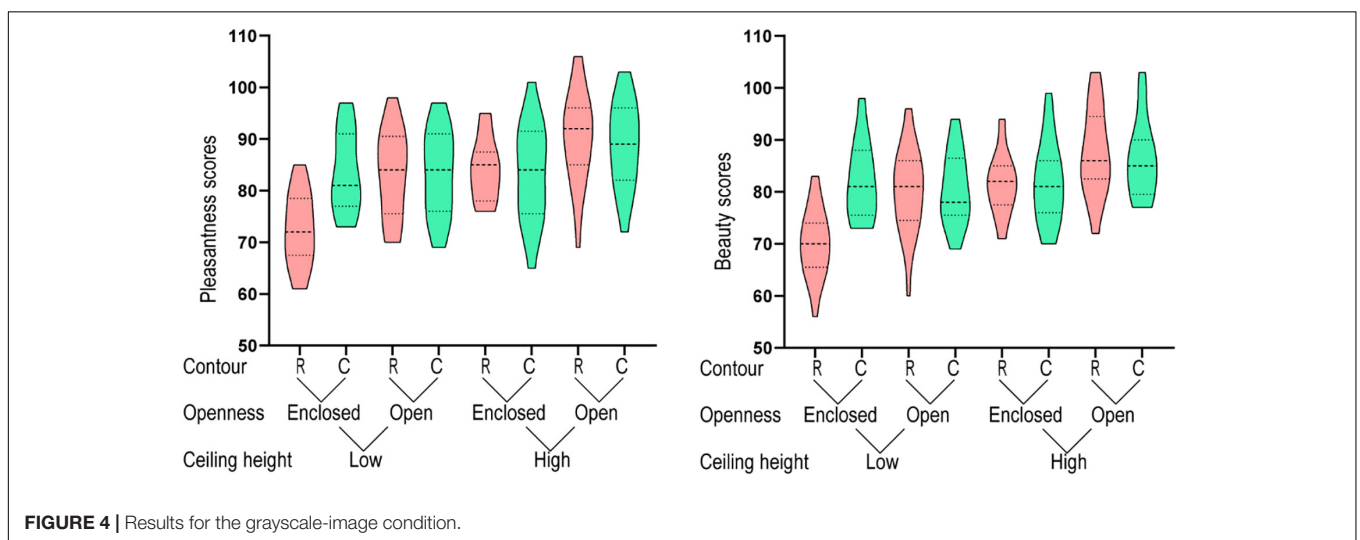 110
100
90
80
70
60
50
Pleasantness scores
Contour R C R C R C R C
Openness Enclosed Open Enclosed Open
Ceiling height Low High
110
100
90
80
70
60
50
Beauty scores
Contour R C R C R C R C
Openness Enclosed Open Enclosed Open
Ceiling height Low High
FIGURE 4 | Results for the grayscale-image condition.